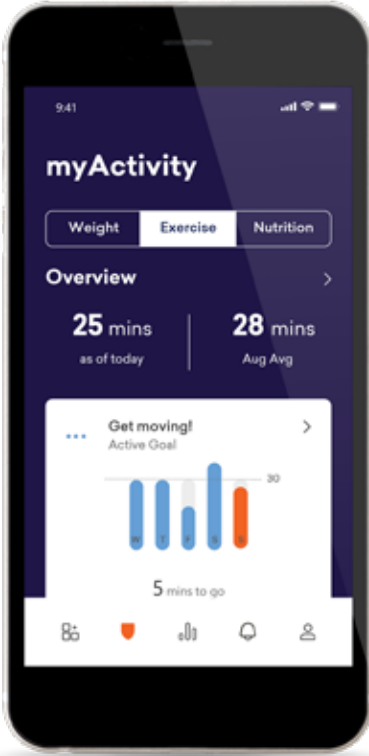 9:41
myActivity
Weight Exercise Nutrition
Overview
25 mins 28 mins
as of today Aug Avg
Get moving!
Active Goal
30
W T F S S
5 mins to go